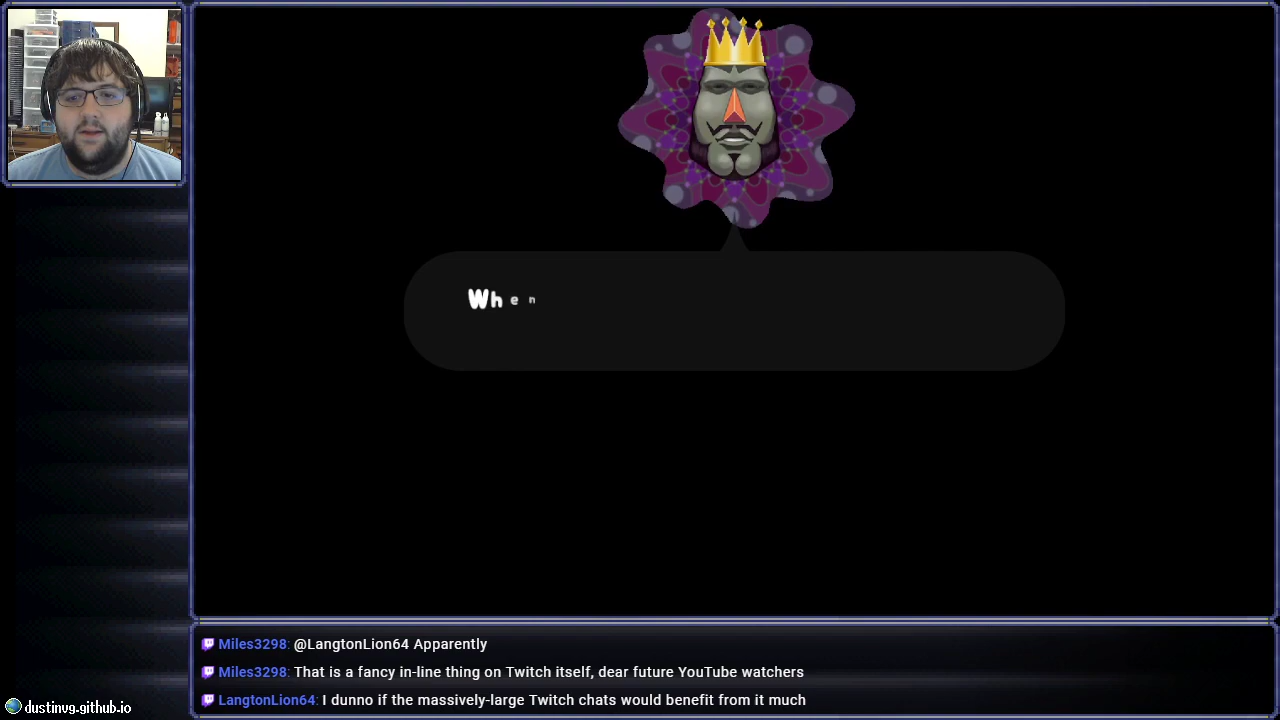 When
Miles3298: @LangtonLion64 Apparently
Miles3298: That is a fancy in-line thing on Twitch itself, dear future YouTube watchers
LangtonLion64: I dunno if the massively-large Twitch chats would benefit from it much
dustinvg.github.io